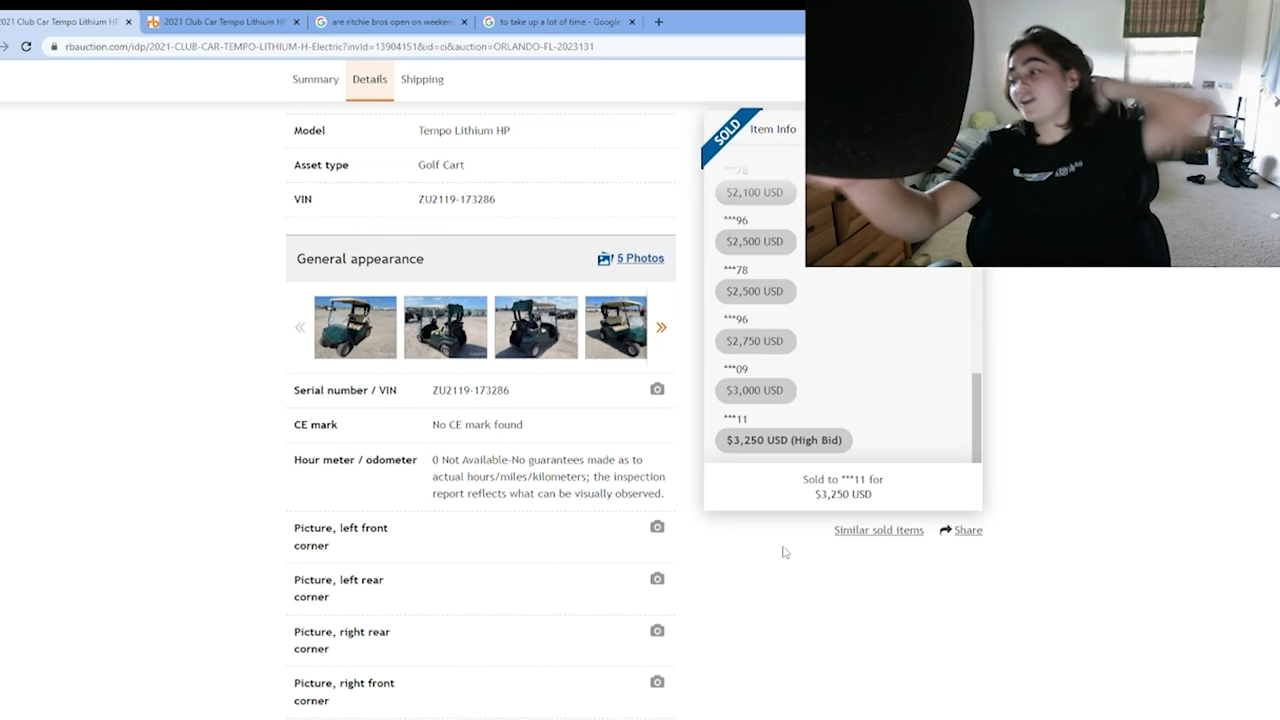 2021 Club Car Tempo Lithium HP
2021 Club Car Tempo Lithium HP
are ritchie bros open on weeken
to take up a lot of time - Google
rbauction.com/idp/2021-CLUB-CAR-TEMPO-LITHIUM-H-Electric?invId=13904151&id=ci&auction=ORLANDO-FL-2023131
Summary
Details
Shipping
Model
Tempo Lithium HP
Asset type
Golf Cart
VIN
ZU2119-173286
General appearance
5 Photos
Serial number / VIN
ZU2119-173286
CE mark
No CE mark found
Hour meter / odometer
0 Not Available-No guarantees made as to
actual hours/miles/kilometers; the inspection
report reflects what can be visually observed.
Picture, left front
corner
Picture, left rear
corner
Picture, right rear
corner
Picture, right front
corner
SOLD
Item Info
***78
$2,100 USD
***96
$2,500 USD
***78
$2,500 USD
***96
$2,750 USD
***09
$3,000 USD
***11
$3,250 USD (High Bid)
Sold to ***11 for
$3,250 USD
Similar sold items
Share